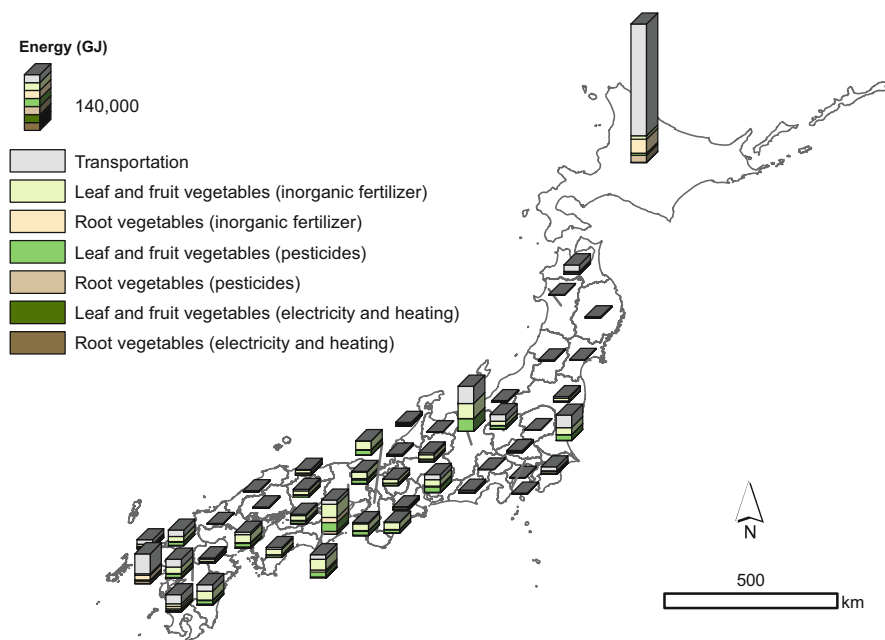 Energy (GJ)
140,000
Transportation
Leaf and fruit vegetables (inorganic fertilizer)
Root vegetables (inorganic fertilizer)
Leaf and fruit vegetables (pesticides)
Root vegetables (pesticides)
Leaf and fruit vegetables (electricity and heating)
Root vegetables (electricity and heating)
N
500
km